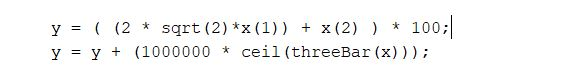 y = ( (2 * sqrt(2)*x(1)) + x(2) ) * 100;
y = y + (1000000 * ceil(threeBar(x)));